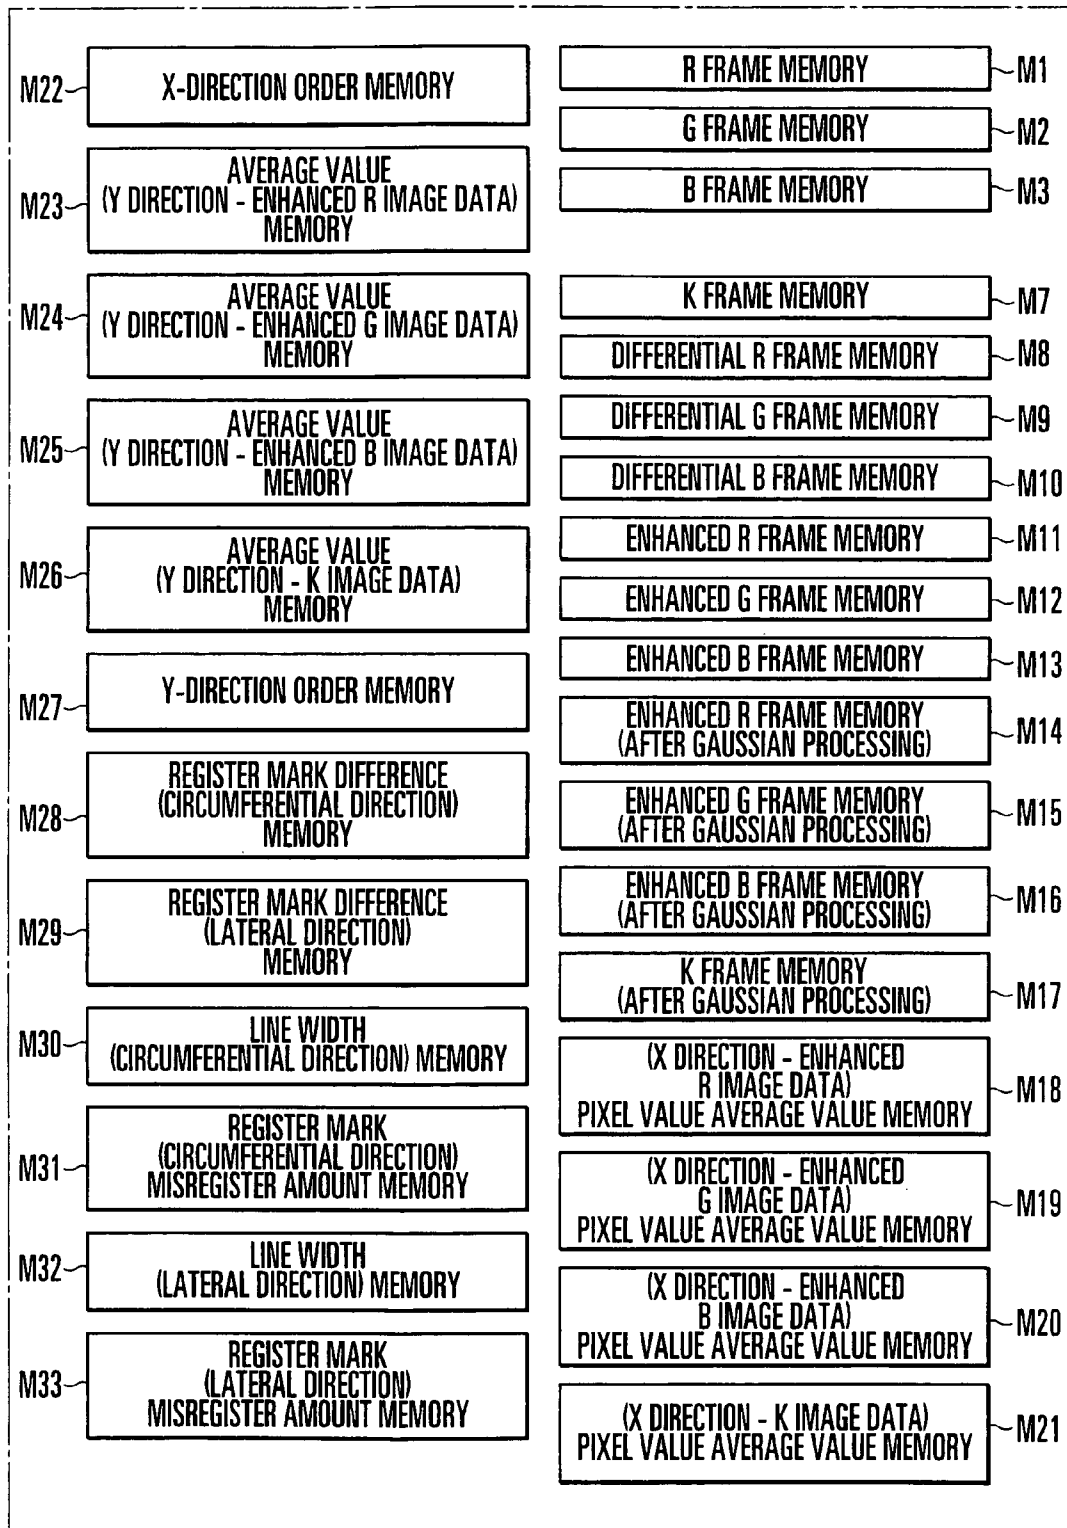 M22
X-DIRECTION ORDER MEMORY
M23
AVERAGE VALUE
(Y DIRECTION - ENHANCED R IMAGE DATA)
MEMORY
M24
AVERAGE VALUE
(Y DIRECTION - ENHANCED G IMAGE DATA)
MEMORY
M25
AVERAGE VALUE
(Y DIRECTION - ENHANCED B IMAGE DATA)
MEMORY
M26
AVERAGE VALUE
(Y DIRECTION - K IMAGE DATA)
MEMORY
M27
Y-DIRECTION ORDER MEMORY
M28
REGISTER MARK DIFFERENCE
(CIRCUMFERENTIAL DIRECTION)
MEMORY
M29
REGISTER MARK DIFFERENCE
(LATERAL DIRECTION)
MEMORY
M30
LINE WIDTH
(CIRCUMFERENTIAL DIRECTION) MEMORY
M31
REGISTER MARK
(CIRCUMFERENTIAL DIRECTION)
MISREGISTER AMOUNT MEMORY
M32
LINE WIDTH
(LATERAL DIRECTION) MEMORY
M33
REGISTER MARK
(LATERAL DIRECTION)
MISREGISTER AMOUNT MEMORY
R FRAME MEMORY
M1
G FRAME MEMORY
M2
B FRAME MEMORY
M3
K FRAME MEMORY
M7
DIFFERENTIAL R FRAME MEMORY
M8
DIFFERENTIAL G FRAME MEMORY
M9
DIFFERENTIAL B FRAME MEMORY
M10
ENHANCED R FRAME MEMORY
M11
ENHANCED G FRAME MEMORY
M12
ENHANCED B FRAME MEMORY
M13
ENHANCED R FRAME MEMORY
(AFTER GAUSSIAN PROCESSING)
M14
ENHANCED G FRAME MEMORY
(AFTER GAUSSIAN PROCESSING)
M15
ENHANCED B FRAME MEMORY
(AFTER GAUSSIAN PROCESSING)
M16
K FRAME MEMORY
(AFTER GAUSSIAN PROCESSING)
M17
(X DIRECTION - ENHANCED
R IMAGE DATA)
PIXEL VALUE AVERAGE VALUE MEMORY
M18
(X DIRECTION - ENHANCED
G IMAGE DATA)
PIXEL VALUE AVERAGE VALUE MEMORY
M19
(X DIRECTION - ENHANCED
B IMAGE DATA)
PIXEL VALUE AVERAGE VALUE MEMORY
M20
(X DIRECTION - K IMAGE DATA)
PIXEL VALUE AVERAGE VALUE MEMORY
M21